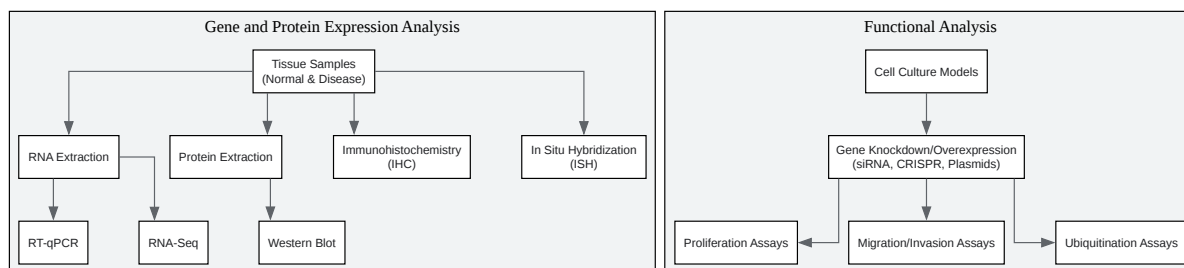 Gene and Protein Expression Analysis
Tissue Samples
(Normal & Disease)
RNA Extraction
Protein Extraction
Immunohistochemistry
(IHC)
In Situ Hybridization
(ISH)
RT-qPCR
RNA-Seq
Western Blot
Functional Analysis
Cell Culture Models
Gene Knockdown/Overexpression
(siRNA, CRISPR, Plasmids)
Proliferation Assays
Migration/Invasion Assays
Ubiquitination Assays